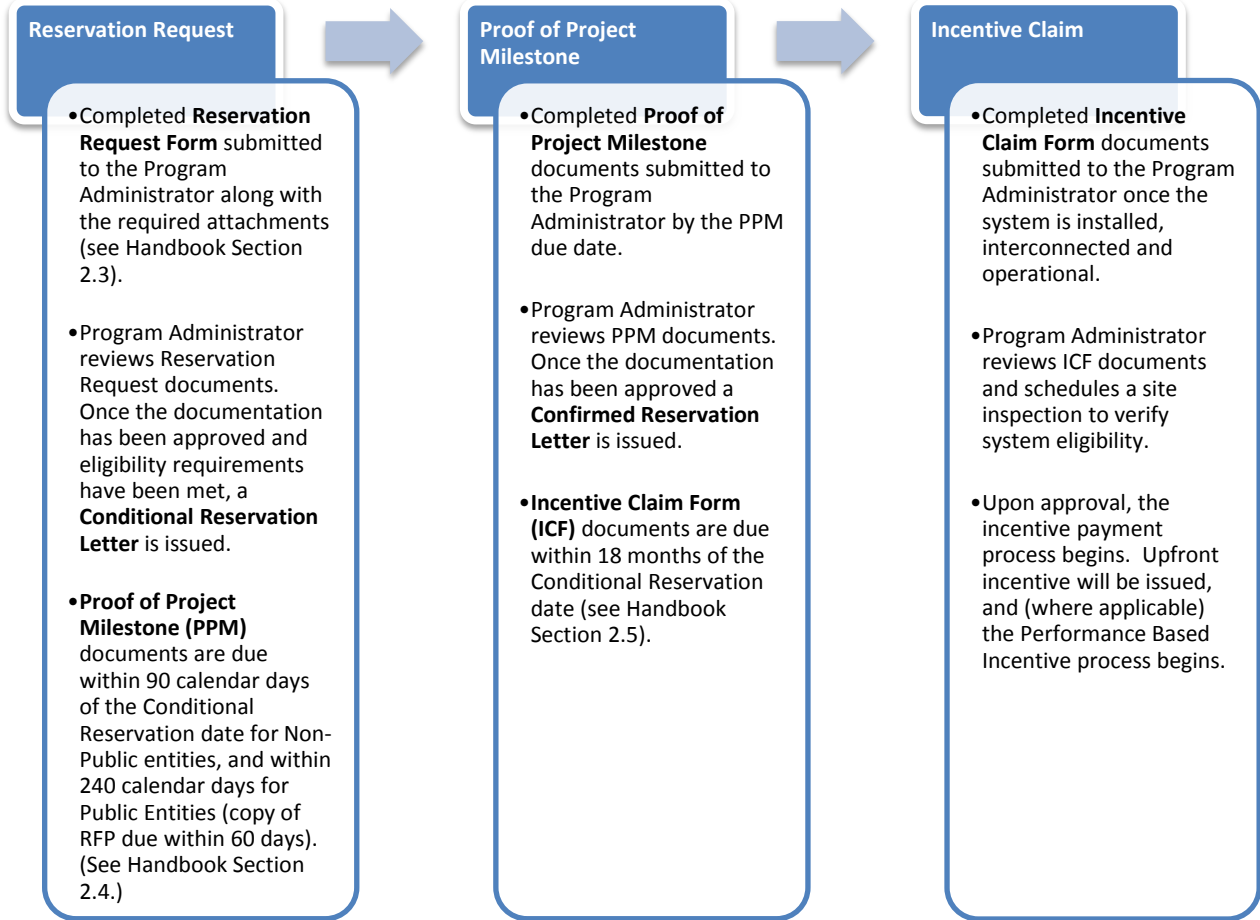 Reservation Request
•Completed Reservation
Request Form submitted
to the Program
Administrator along with
the required attachments
(see Handbook Section
2.3).
•Program Administrator
reviews Reservation
Request documents.
Once the documentation
has been approved and
eligibility requirements
have been met, a
Conditional Reservation
Letter is issued.
•Proof of Project
Milestone (PPM)
documents are due
within 90 calendar days
of the Conditional
Reservation date for Non-
Public entities, and within
240 calendar days for
Public Entities (copy of
RFP due within 60 days).
(See Handbook Section
2.4.)
Proof of Project
Milestone
•Completed Proof of
Project Milestone
documents submitted to
the Program
Administrator by the PPM
due date.
•Program Administrator
reviews PPM documents.
Once the documentation
has been approved a
Confirmed Reservation
Letter is issued.
•Incentive Claim Form
(ICF) documents are due
within 18 months of the
Conditional Reservation
date (see Handbook
Section 2.5).
Incentive Claim
•Completed Incentive
Claim Form documents
submitted to the Program
Administrator once the
system is installed,
interconnected and
operational.
•Program Administrator
reviews ICF documents
and schedules a site
inspection to verify
system eligibility.
•Upon approval, the
incentive payment
process begins.  Upfront
incentive will be issued,
and (where applicable)
the Performance Based
Incentive process begins.